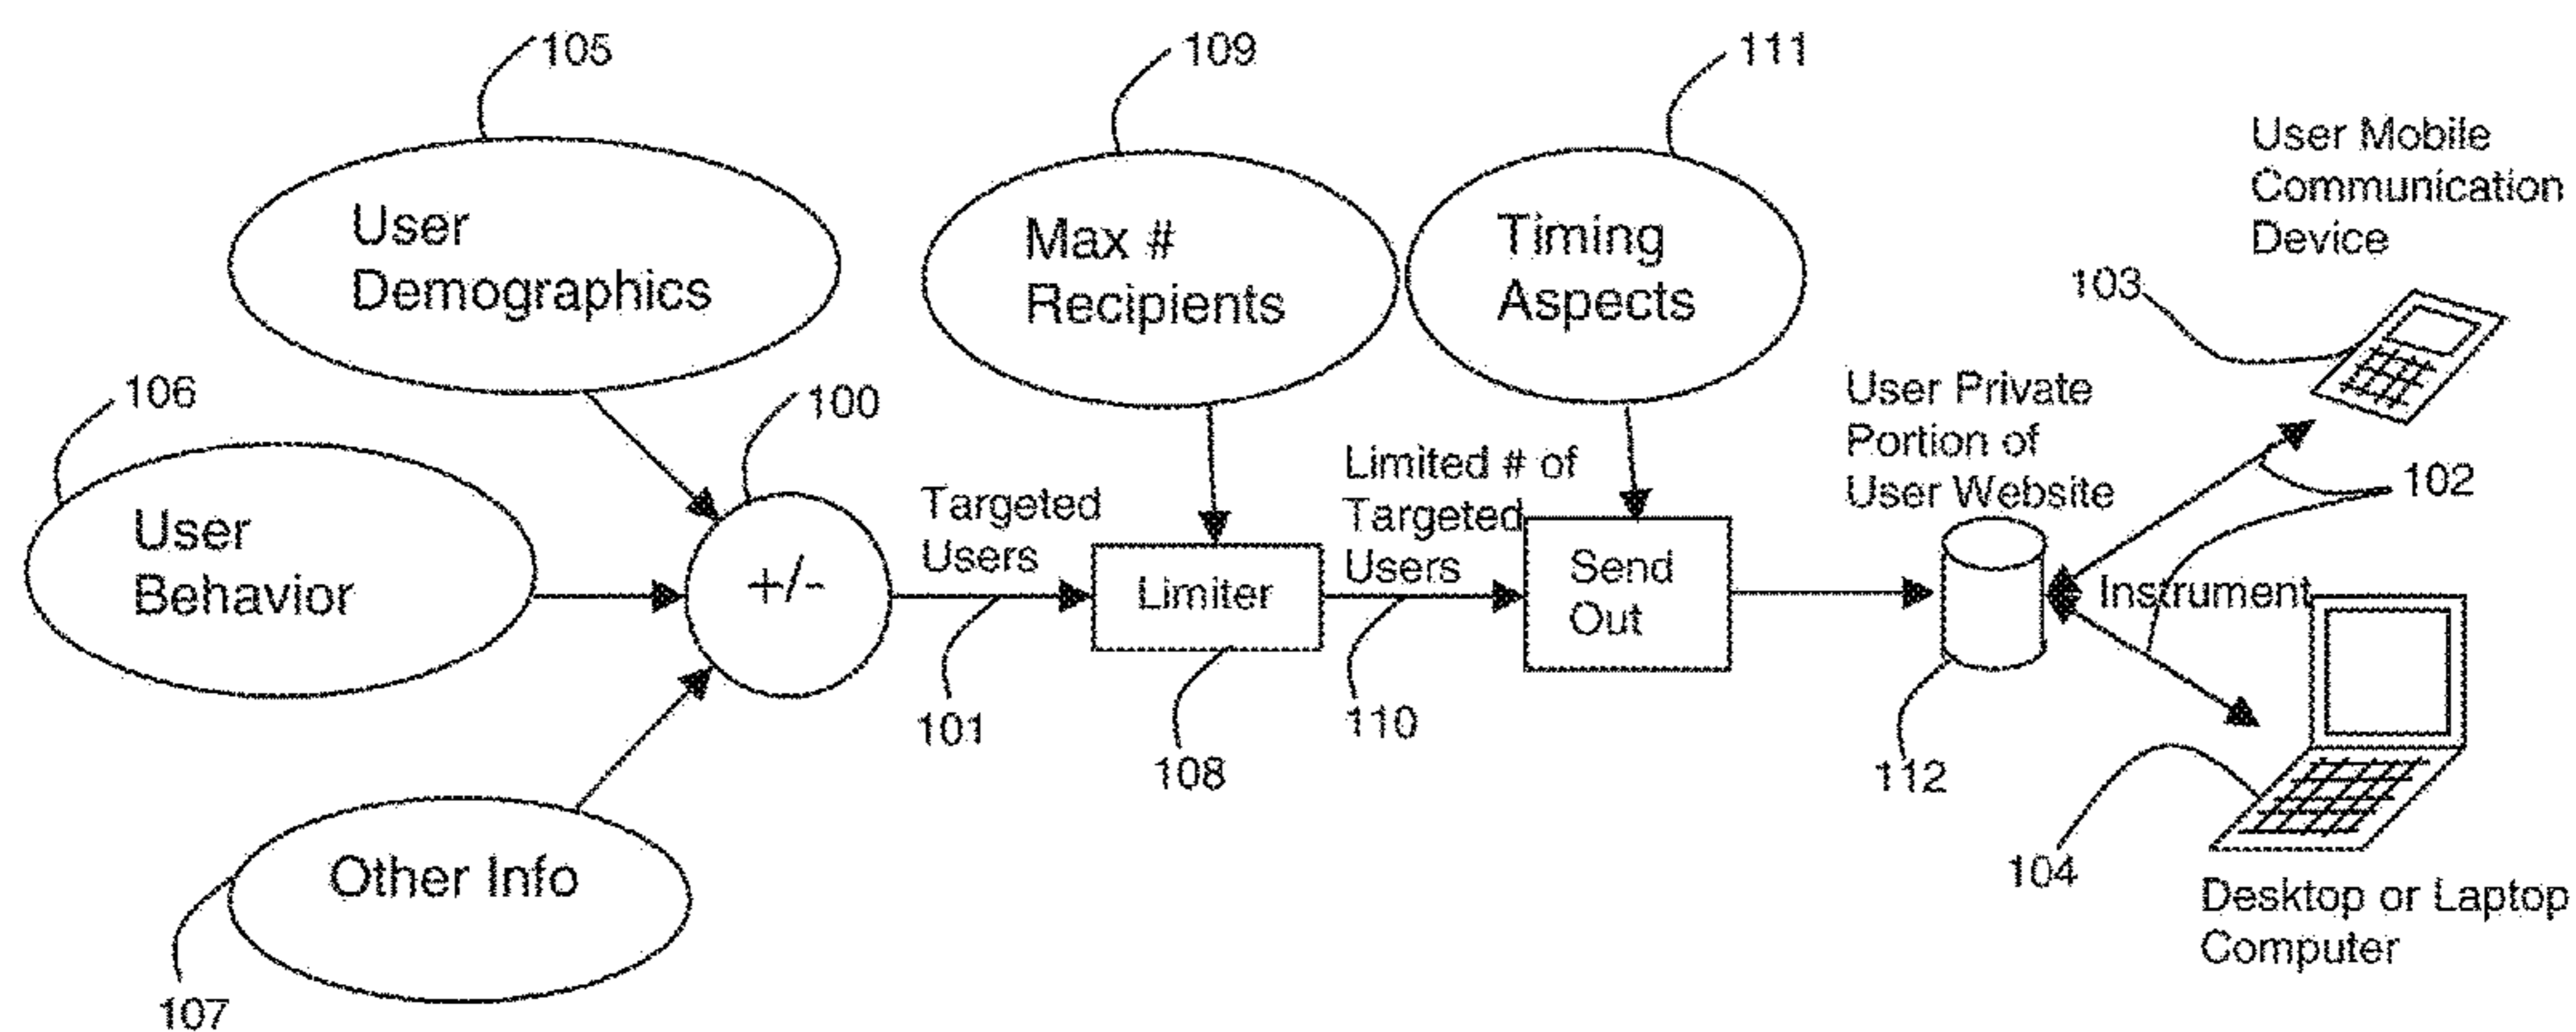 105
109
111
User Mobile
Communication
Device
User
Demographics
Max #
Recipients
Timing
Aspects
103
106
100
User Private
Portion of
User Website
Limited # of
Targeted
Users
102
Targeted
Users
User
Behavior
+/-
Limiter
Send
Out
Instrument
101
110
108
112
104
Other Info
Desktop or Laptop
Computer
107